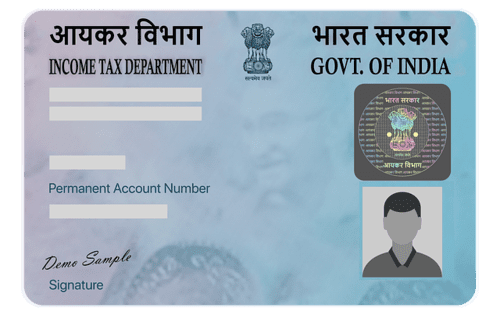 आयकर विभाग
INCOME TAX DEPARTMENT
सत्यमेव जयते
भारत सरकार
GOVT. OF INDIA
भारत सरकार
आयकर विभाग
Permanent Account Number
Demo Sample
Signature